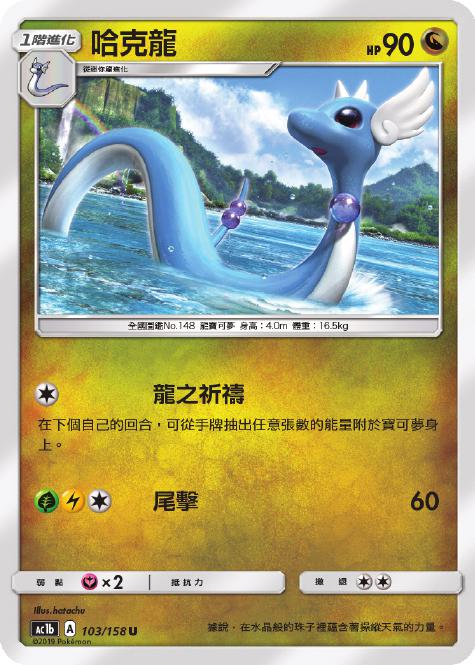 1階進化
哈克龍
HP 90
從迷你龍進化
全國圖鑑No.148 龍寶可夢 身高：4.0m 體重：16.5kg
龍之祈禱
在下個自己的回合，可從手牌抽出任意張數的能量附於寶可夢身
上。
尾擊 60
弱點 ×2 抵抗力 撤退
Illus.hatachu
AC1b A 103/158 U
©2019 Pokémon
據說，在水晶般的珠子裡蘊含著操縱天氣的力量。